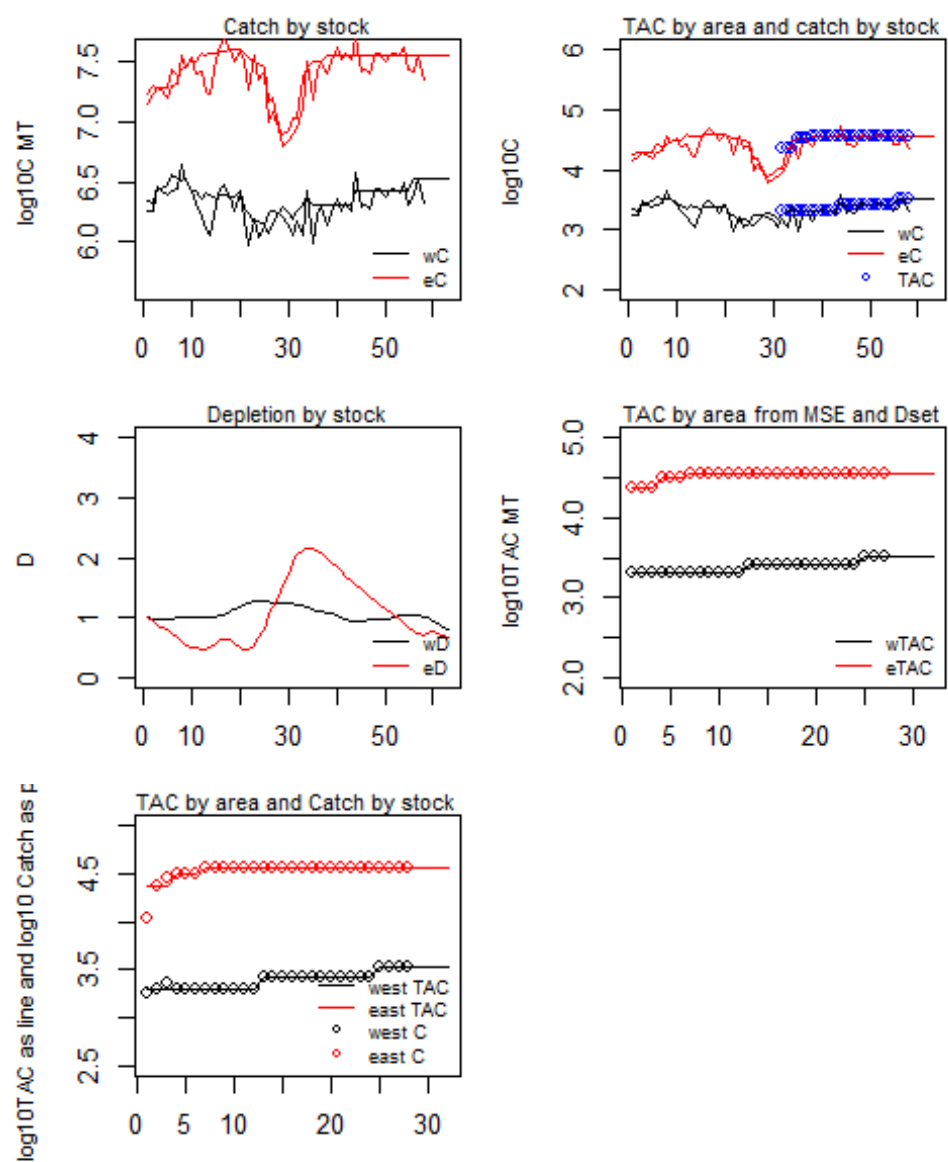 Catch by stock
log10C MT
7.5
7.0
6.5
6.0
wC
eC
0 10 30 50
TAC by area and catch by stock
log10C
6
5
4
3
2
wC
eC
TAC
0 10 30 50
Depletion by stock
D
4
3
2
1
0
wD
eD
0 10 30 50
TAC by area from MSE and Dset
log10TAC MT
5.0
4.0
3.0
2.0
wTAC
eTAC
0 5 10 20 30
TAC by area and Catch by stock
log10TAC as line and log10 Catch as
4.5
3.5
2.5
west TAC
east TAC
west C
east C
0 5 10 20 30